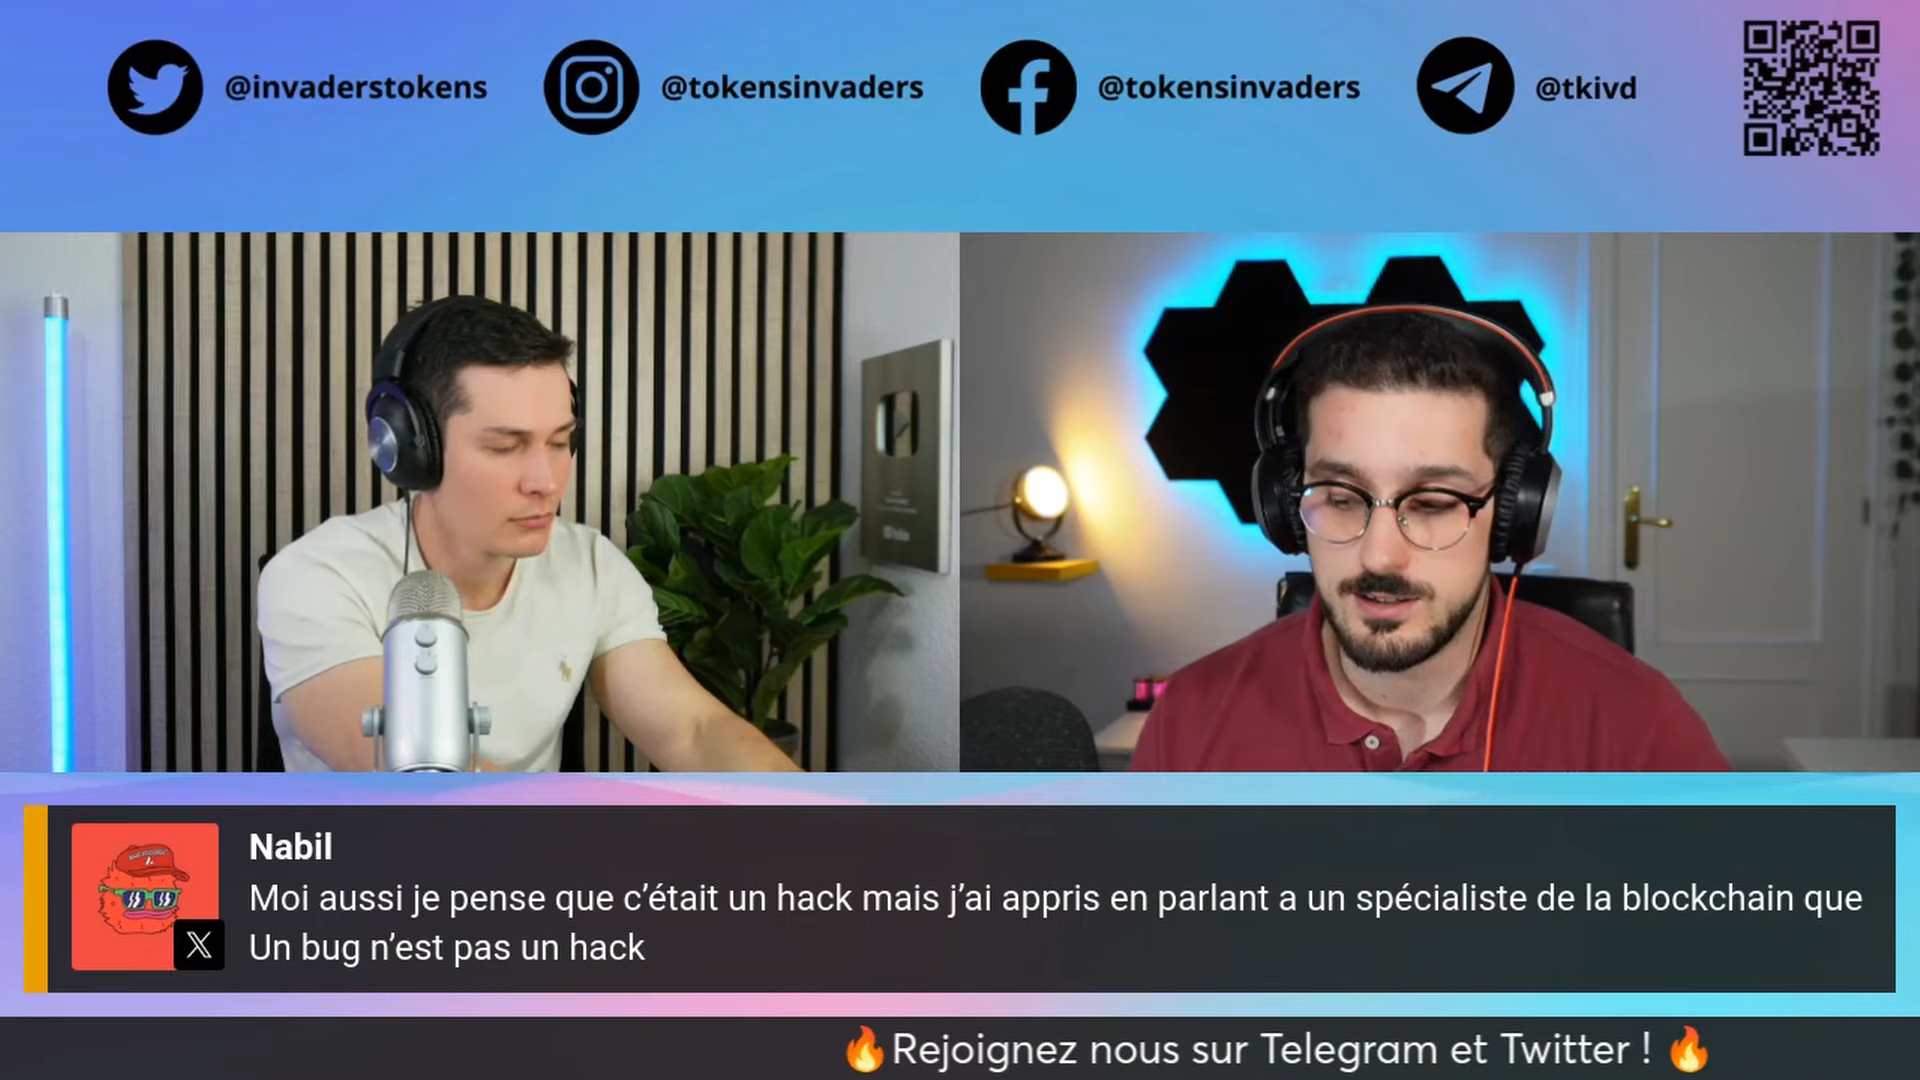 @invaderstokens
@tokensinvaders
@tokensinvaders
@tkivd
Nabil
Moi aussi je pense que c’était un hack mais j’ai appris en parlant a un spécialiste de la blockchain que
Un bug n’est pas un hack
🔥Rejoignez nous sur Telegram et Twitter ! 🔥